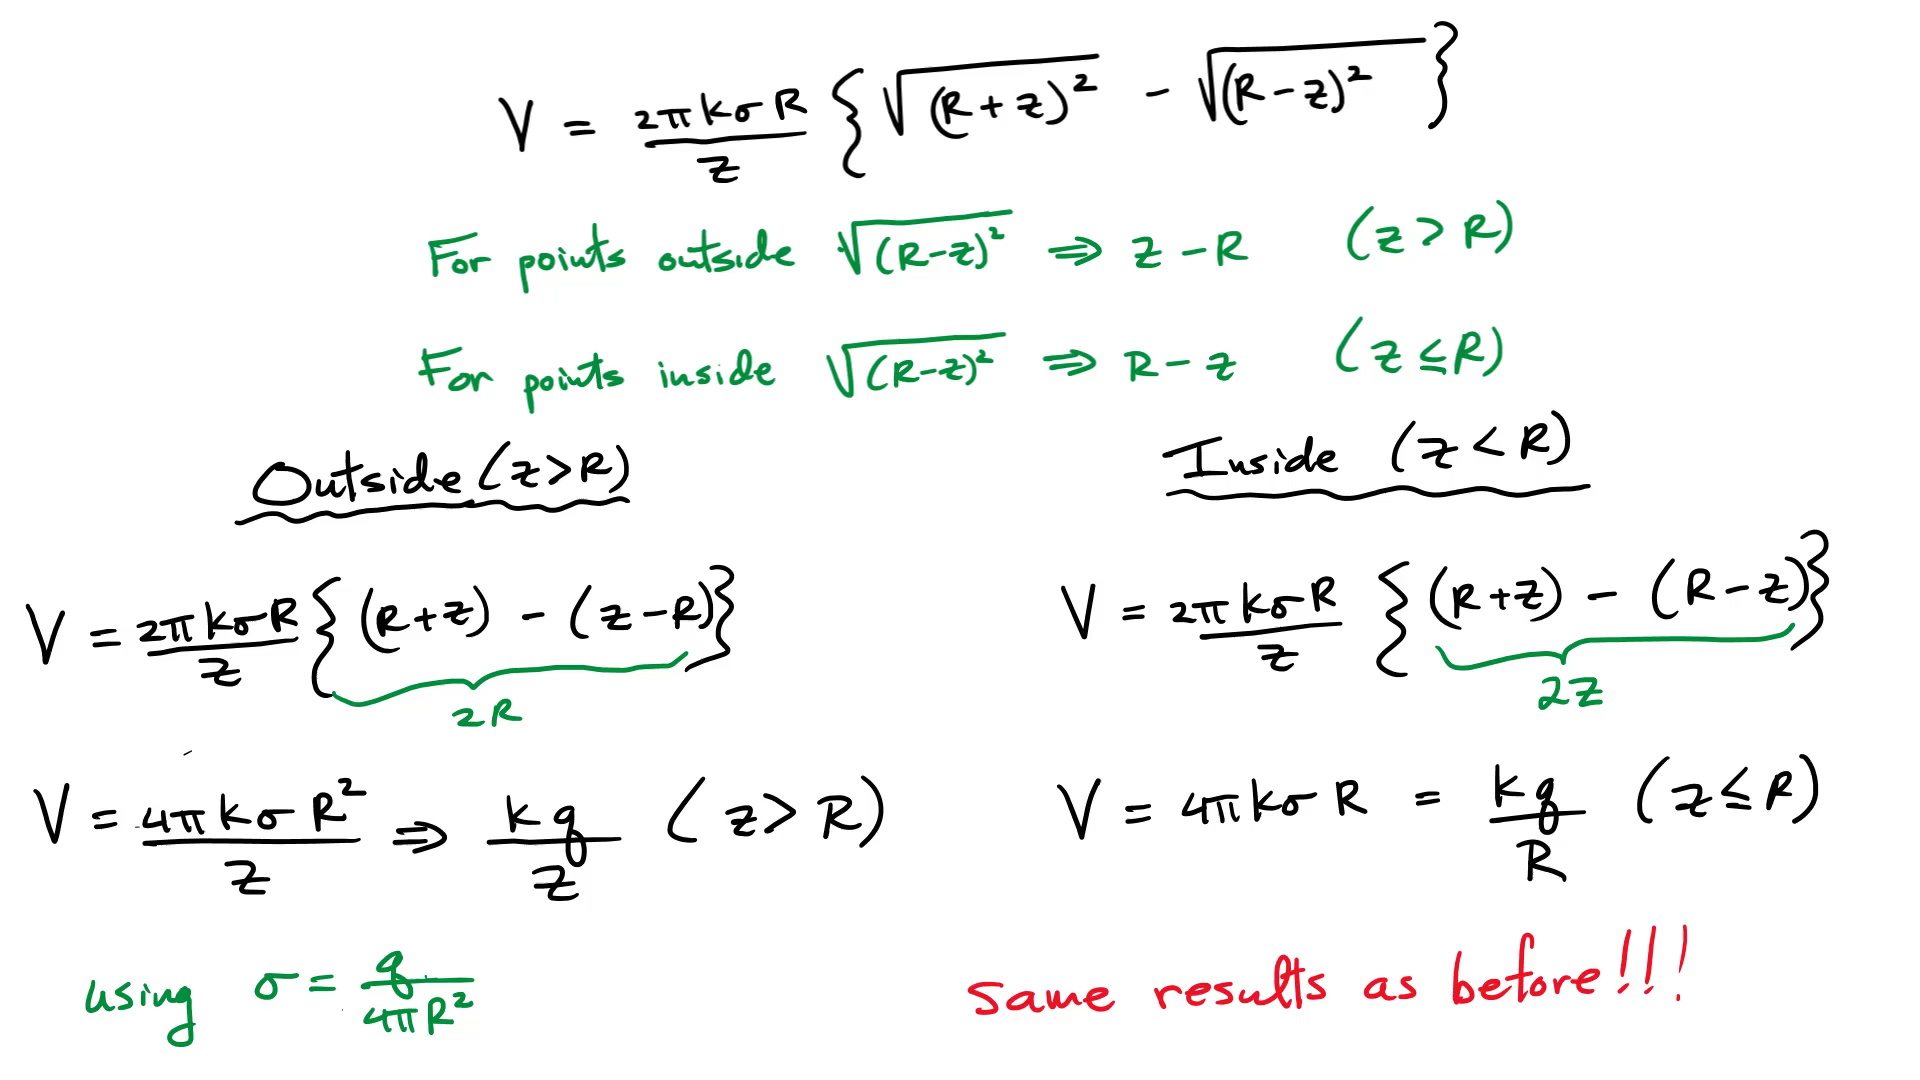 V = 2πkσR/z { √(R+z)² - √(R-z)² }
For points outside √(R-z)² ⇒ z-R (z > R)
For points inside √(R-z)² ⇒ R-z (z ≤ R)
Outside (z>R)
V = 2πkσR/z { (R+z) - (z-R) }
2R
V = 4πkσR²/z ⇒ kq/z (z > R)
using σ = q/4πR²
Inside (z < R)
V = 2πkσR/z { (R+z) - (R-z) }
2z
V = 4πkσR = kq/R (z ≤ R)
same results as before!!!